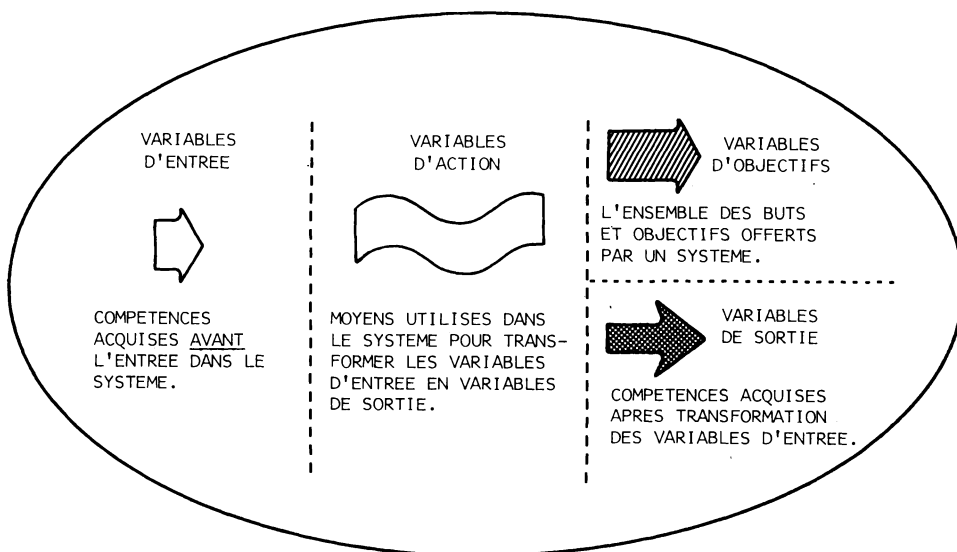 VARIABLES
D'ENTREE
COMPETENCES
ACQUISES AVANT
L'ENTREE DANS LE
SYSTEME.
VARIABLES
D'ACTION
MOYENS UTILISES DANS
LE SYSTEME POUR TRANS-
FORMER LES VARIABLES
D'ENTREE EN VARIABLES
DE SORTIE.
VARIABLES
D'OBJECTIFS
L'ENSEMBLE DES BUTS
ET OBJECTIFS OFFERTS
PAR UN SYSTEME.
VARIABLES
DE SORTIE
COMPETENCES ACQUISES
APRES TRANSFORMATION
DES VARIABLES D'ENTREE.